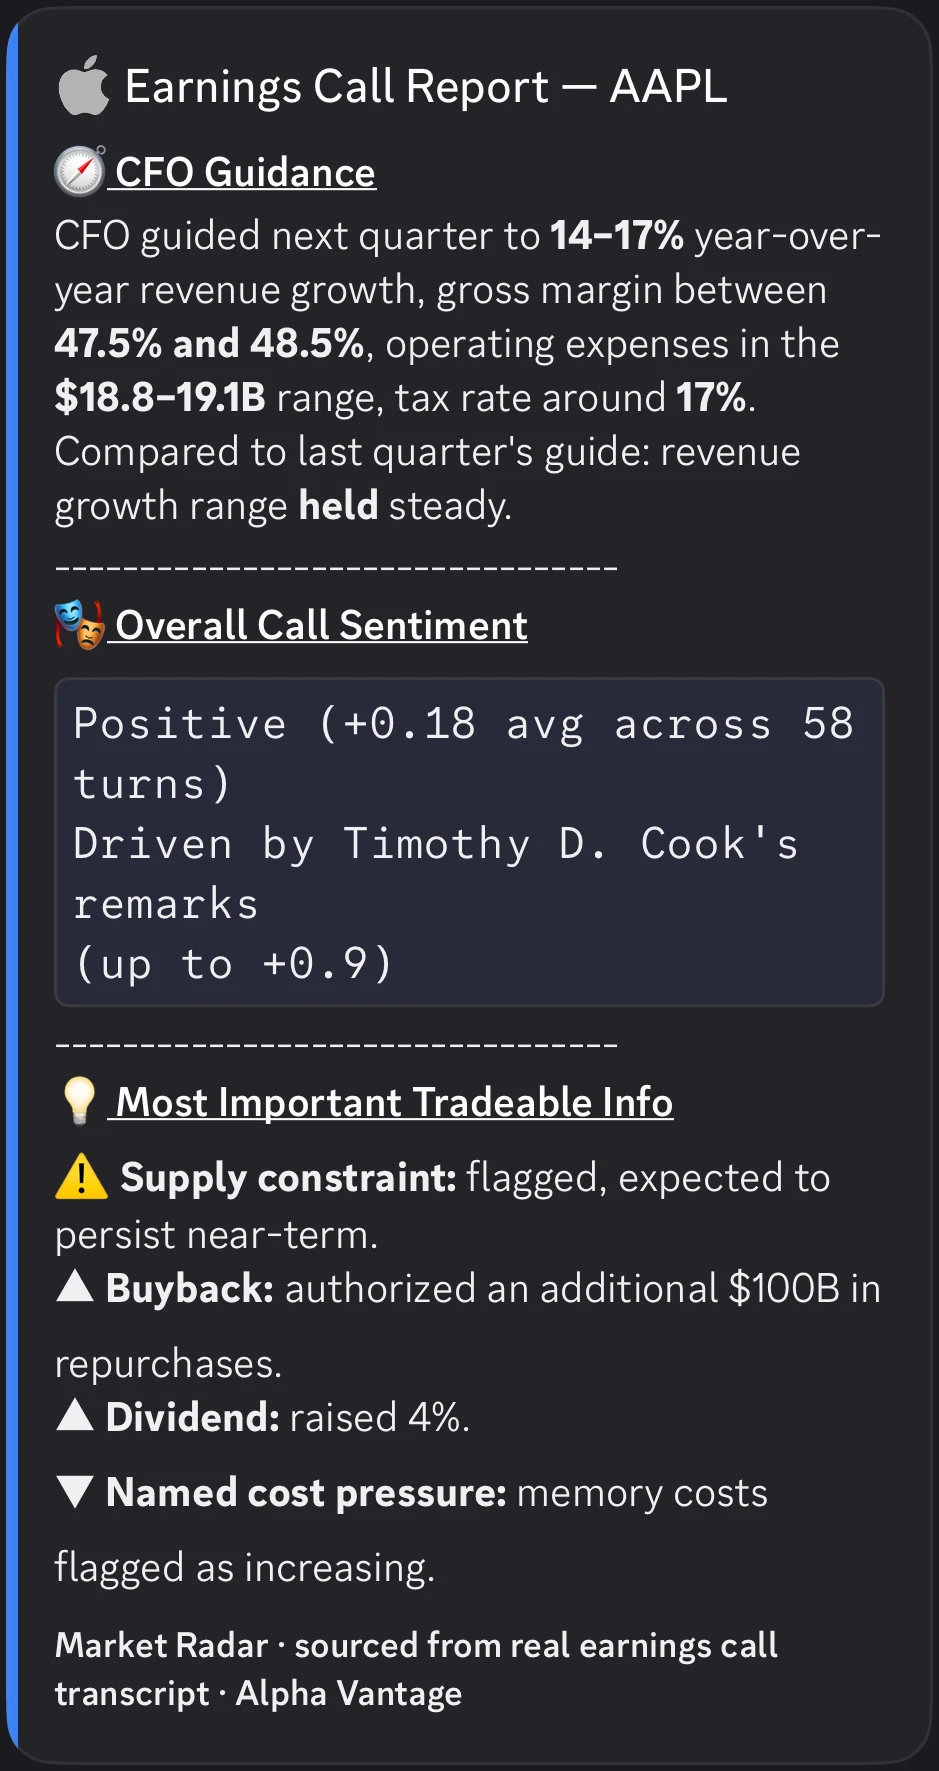 Earnings Call Report — AAPL
CFO Guidance
CFO guided next quarter to 14–17% year-over-
year revenue growth, gross margin between
47.5% and 48.5%, operating expenses in the
$18.8–19.1B range, tax rate around 17%.
Compared to last quarter's guide: revenue
growth range held steady.
---------------------------------
Overall Call Sentiment
Positive (+0.18 avg across 58
turns)
Driven by Timothy D. Cook's
remarks
(up to +0.9)
---------------------------------
Most Important Tradeable Info
⚠️ Supply constraint: flagged, expected to
persist near-term.
▲ Buyback: authorized an additional $100B in
repurchases.
▲ Dividend: raised 4%.
▼ Named cost pressure: memory costs
flagged as increasing.
Market Radar · sourced from real earnings call
transcript · Alpha Vantage